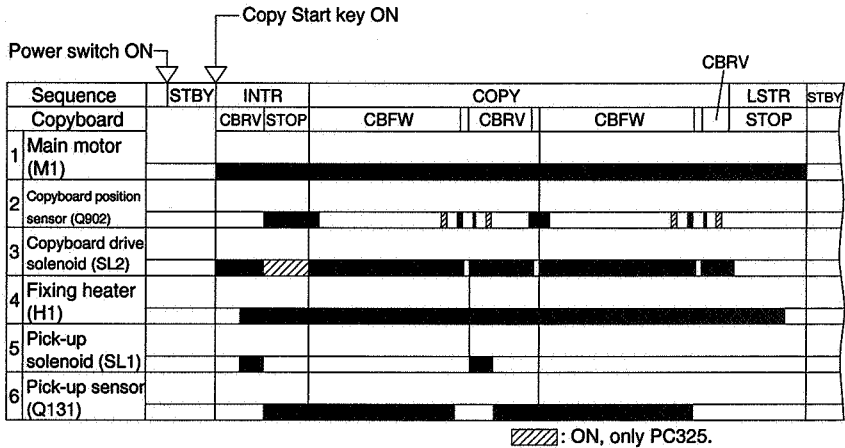 Copy Start key ON
Power switch ON
CBRV
Sequence STBY INTR COPY LSTR STBY
Copyboard CBRV STOP CBFW CBRV CBFW STOP
1 Main motor
(M1)
2 Copyboard position
sensor (Q902)
3 Copyboard drive
solenoid (SL2)
4 Fixing heater
(H1)
5 Pick-up
solenoid (SL1)
6 Pick-up sensor
(Q131)
: ON, only PC325.